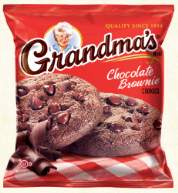 QUALITY SINCE 1914
Grandma's
Chocolate
Brownie
COOKIES